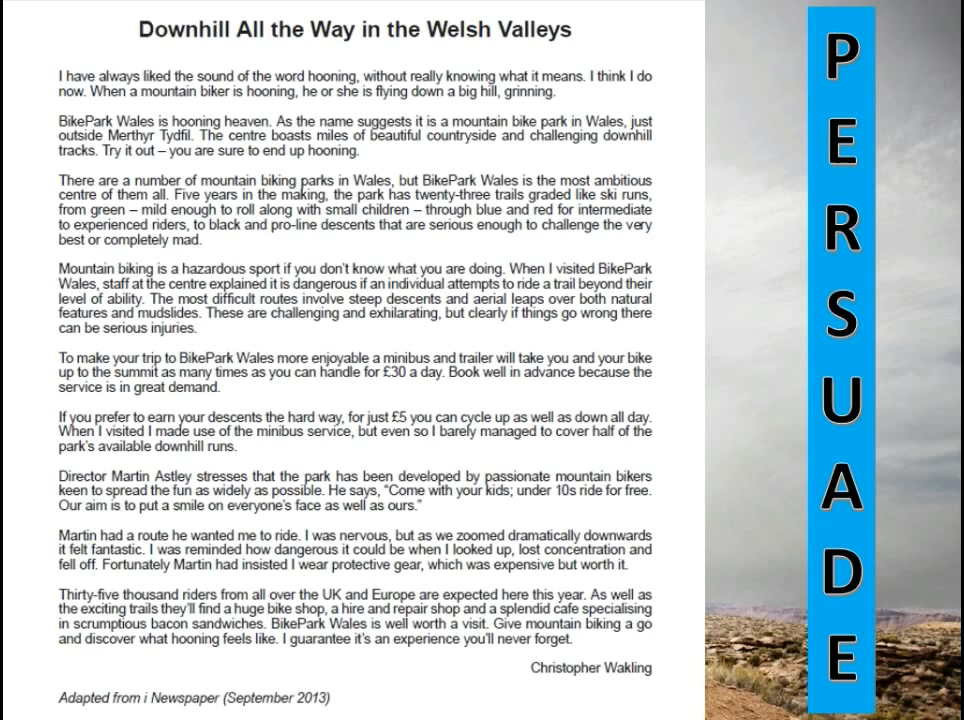 Downhill All the Way in the Welsh Valleys
I have always liked the sound of the word hooning, without really knowing what it means. I think I do
now. When a mountain biker is hooning, he or she is flying down a big hill, grinning.
BikePark Wales is hooning heaven. As the name suggests it is a mountain bike park in Wales, just
outside Merthyr Tydfil. The centre boasts miles of beautiful countryside and challenging downhill
tracks. Try it out – you are sure to end up hooning.
There are a number of mountain biking parks in Wales, but BikePark Wales is the most ambitious
centre of them all. Five years in the making, the park has twenty-three trails graded like ski runs,
from green – mild enough to roll along with small children – through blue and red for intermediate
to experienced riders, to black and pro-line descents that are serious enough to challenge the very
best or completely mad.
Mountain biking is a hazardous sport if you don't know what you are doing. When I visited BikePark
Wales, staff at the centre explained it is dangerous if an individual attempts to ride a trail beyond their
level of ability. The most difficult routes involve steep descents and aerial leaps over both natural
features and mudslides. These are challenging and exhilarating, but clearly if things go wrong there
can be serious injuries.
To make your trip to BikePark Wales more enjoyable a minibus and trailer will take you and your bike
up to the summit as many times as you can handle for £30 a day. Book well in advance because the
service is in great demand.
If you prefer to earn your descents the hard way, for just £5 you can cycle up as well as down all day.
When I visited I made use of the minibus service, but even so I barely managed to cover half of the
park's available downhill runs.
Director Martin Astley stresses that the park has been developed by passionate mountain bikers
keen to spread the fun as widely as possible. He says, "Come with your kids; under 10s ride for free.
Our aim is to put a smile on everyone's face as well as ours."
Martin had a route he wanted me to ride. I was nervous, but as we zoomed dramatically downwards
it felt fantastic. I was reminded how dangerous it could be when I looked up, lost concentration and
fell off. Fortunately Martin had insisted I wear protective gear, which was expensive but worth it.
Thirty-five thousand riders from all over the UK and Europe are expected here this year. As well as
the exciting trails they'll find a huge bike shop, a hire and repair shop and a splendid cafe specialising
in scrumptious bacon sandwiches. BikePark Wales is well worth a visit. Give mountain biking a go
and discover what hooning feels like. I guarantee it's an experience you'll never forget.
Christopher Wakling
Adapted from i Newspaper (September 2013)
P
E
R
S
U
A
D
E